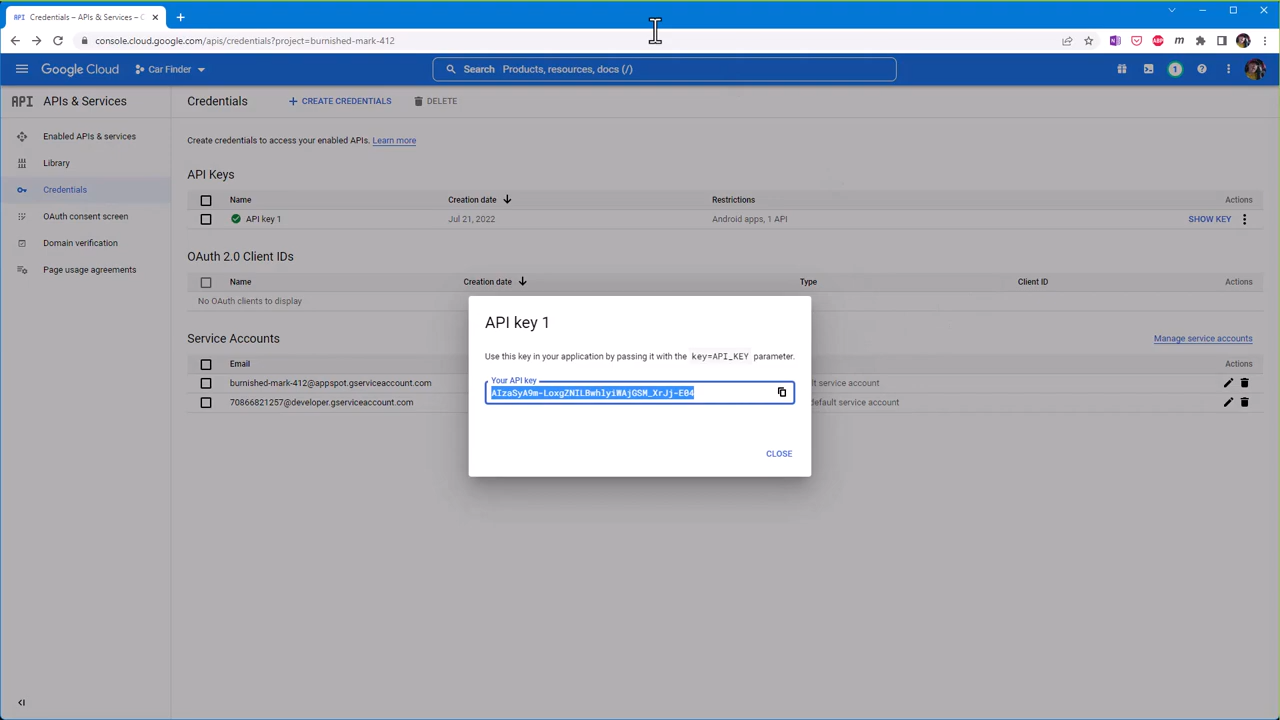 Credentials – APIs & Services – C
console.cloud.google.com/apis/credentials?project=burnished-mark-412
Google Cloud
Car Finder
Search Products, resources, docs (/)
1
API APIs & Services
Credentials
+ CREATE CREDENTIALS
DELETE
Enabled APIs & services
Library
Credentials
OAuth consent screen
Domain verification
Page usage agreements
Create credentials to access your enabled APIs. Learn more
API Keys
Name Creation date Restrictions Actions
API key 1 Jul 21, 2022 Android apps, 1 API SHOW KEY
OAuth 2.0 Client IDs
Name Creation date Type Client ID Actions
No OAuth clients to display
Service Accounts Manage service accounts
Email Actions
burnished-mark-412@appspot.gserviceaccount.com service account
70866821257@developer.gserviceaccount.com default service account
API key 1
Use this key in your application by passing it with the key=API_KEY parameter.
Your API key
CLOSE